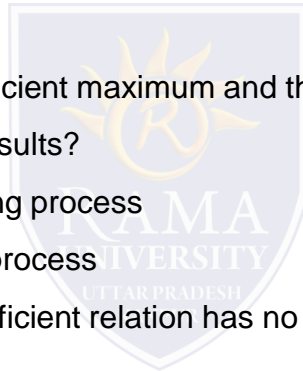 cient maximum and th
sults?
ng process
process
ficient relation has no
RAMA
UNIVERSITY
UTTAR PRADESH